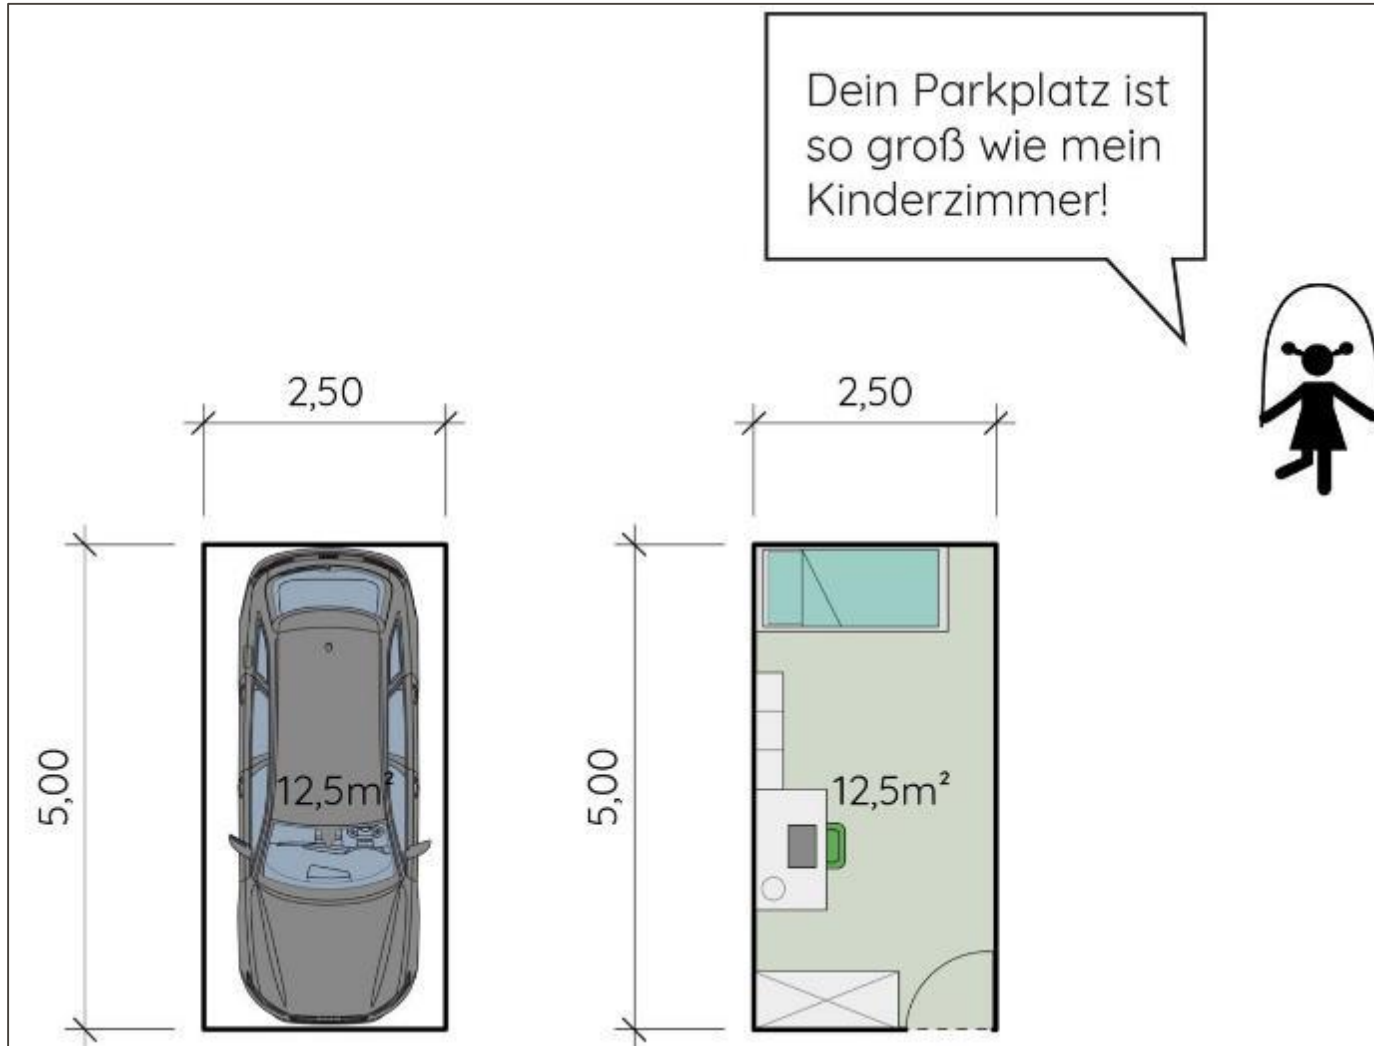 Dein Parkplatz ist
so groß wie mein
Kinderzimmer!
2,50
2,50
5,00
12,5m²
5,00
12,5m²